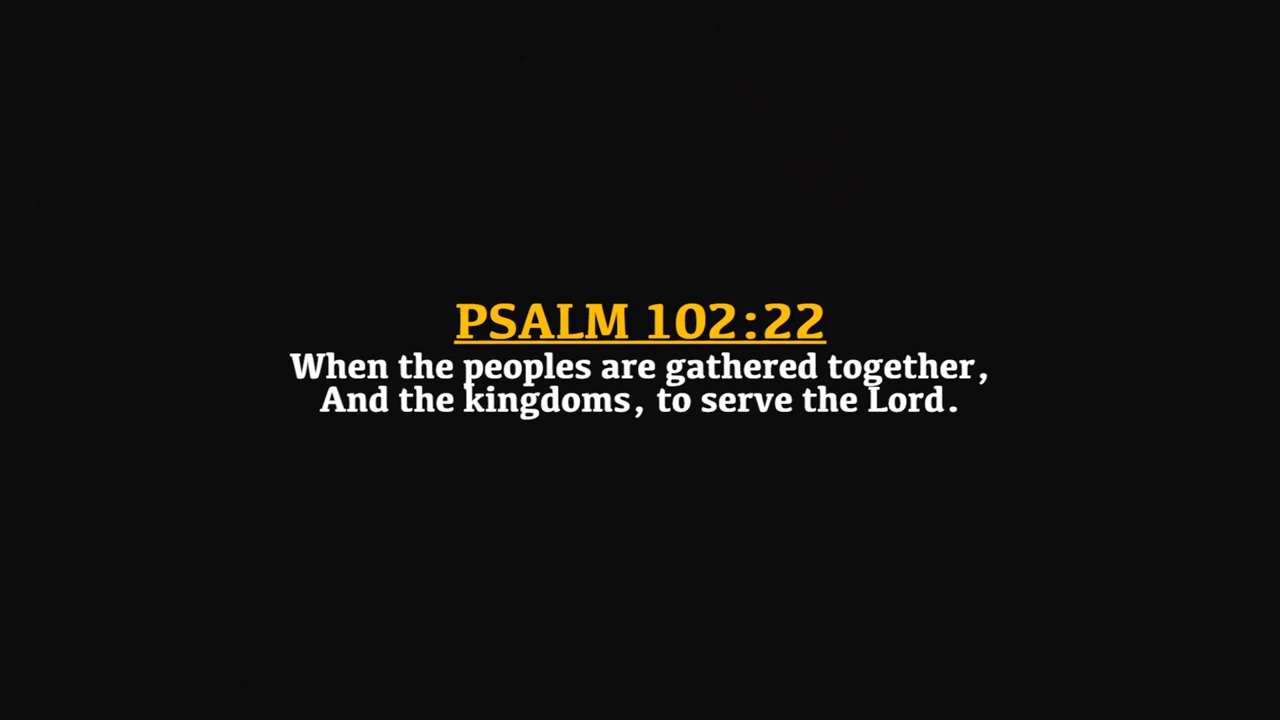 PSALM 102:22
When the peoples are gathered together,
And the kingdoms, to serve the Lord.